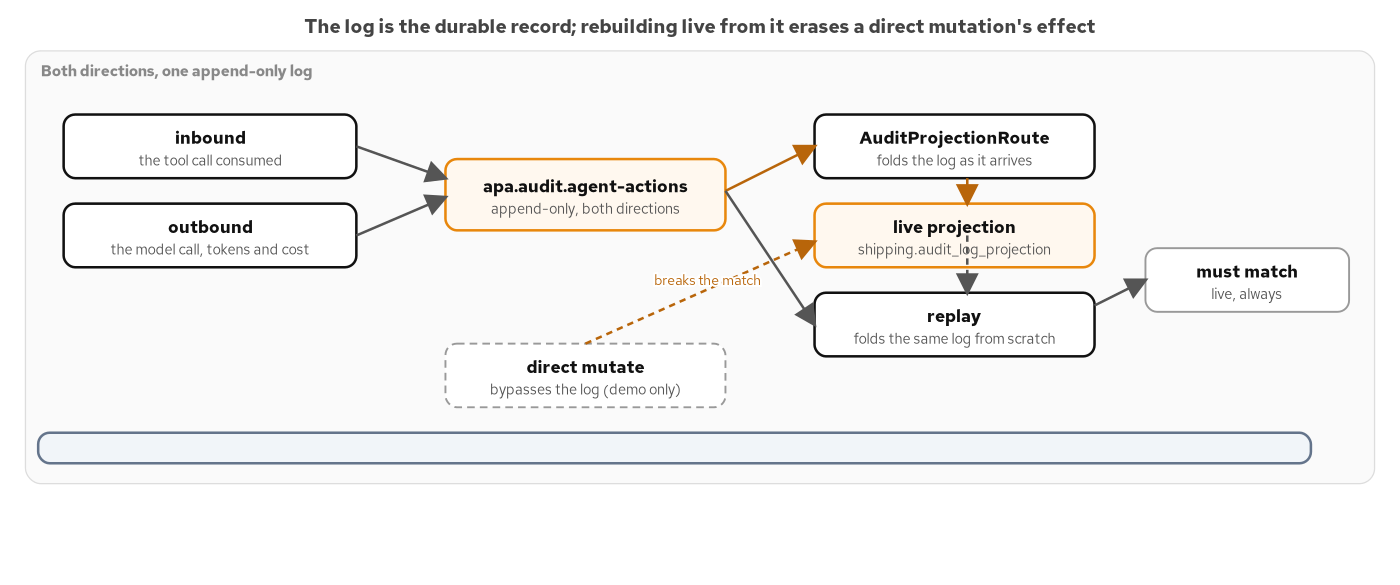 The log is the durable record; rebuilding live from it erases a direct mutation's effect
Both directions, one append-only log
inbound
the tool call consumed
outbound
the model call, tokens and cost
apa.audit.agent-actions
append-only, both directions
AuditProjectionRoute
folds the log as it arrives
live projection
shipping.audit_log_projection
breaks the match
must match
live, always
replay
folds the same log from scratch
direct mutate
bypasses the log (demo only)